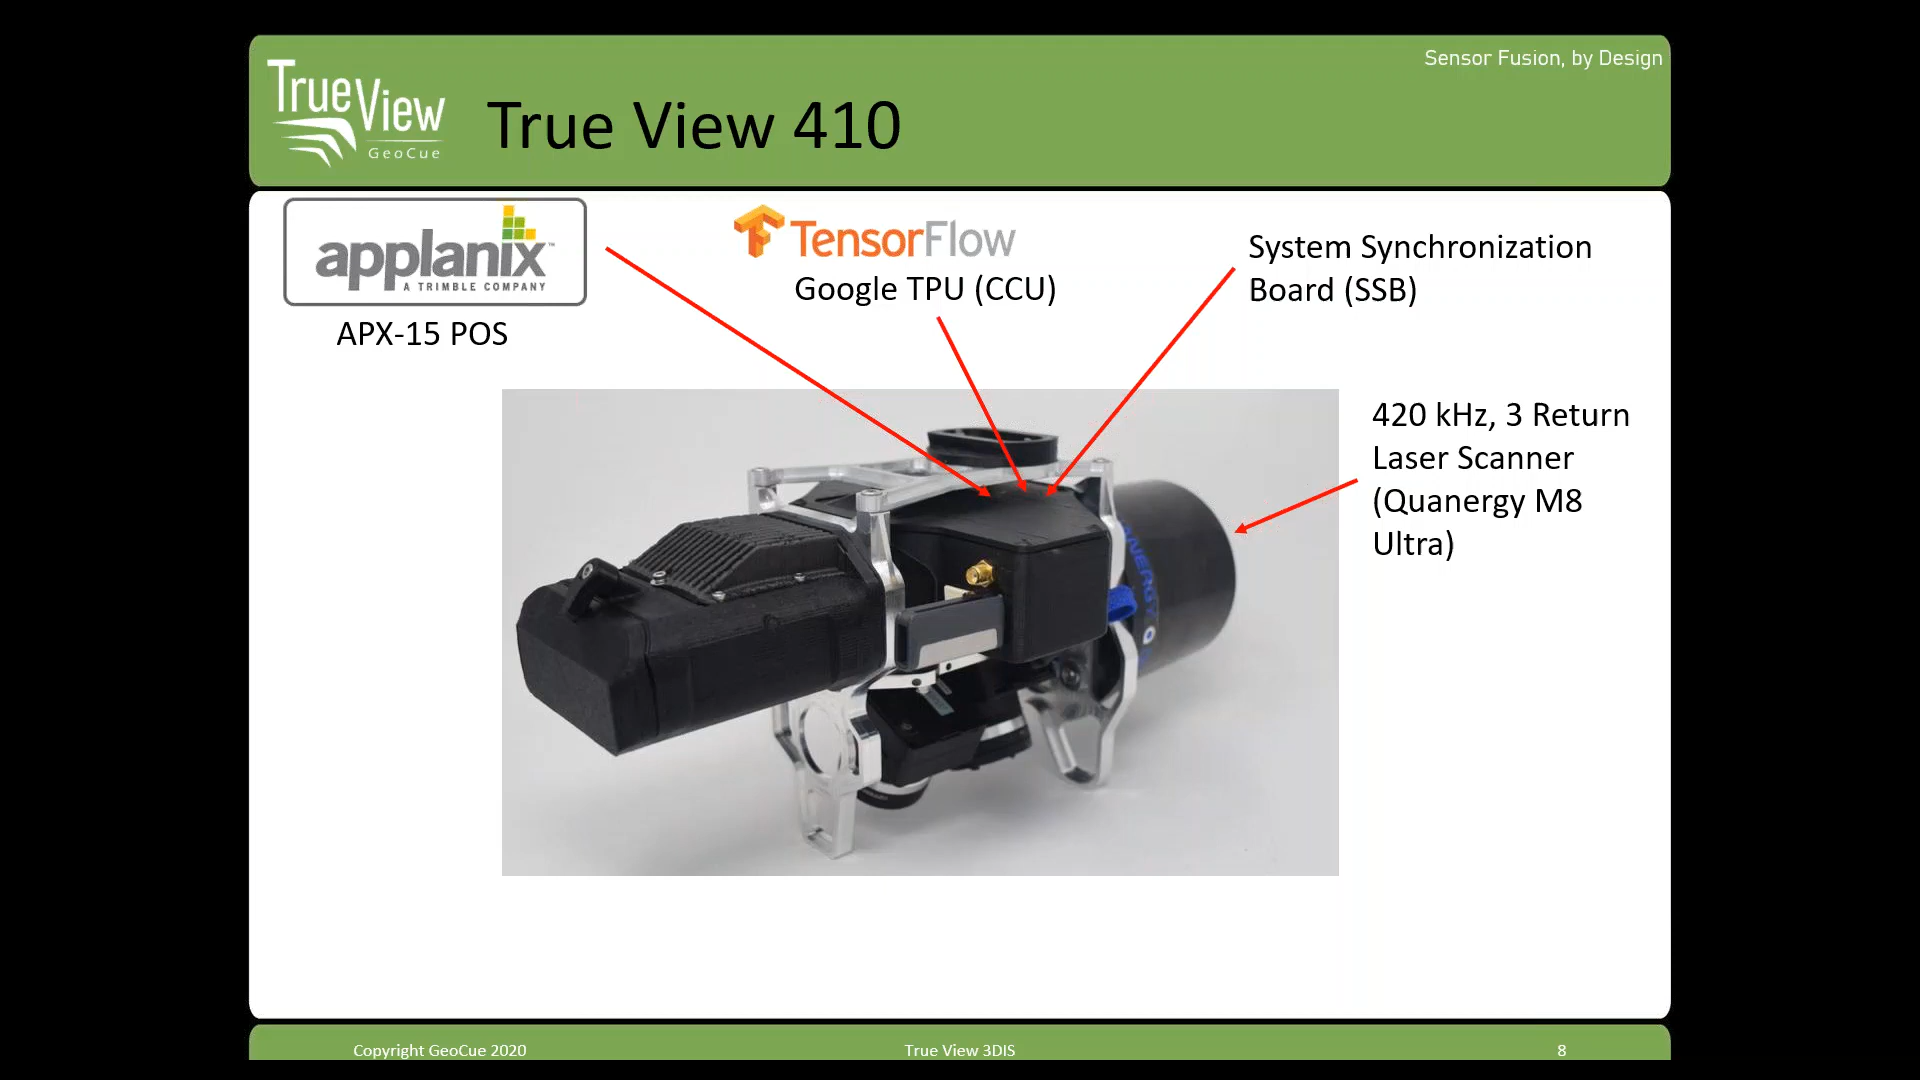 Sensor Fusion, by Design
TrueView
GeoCue
True View 410
applanix™
A TRIMBLE COMPANY
APX-15 POS
TensorFlow
Google TPU (CCU)
System Synchronization
Board (SSB)
420 kHz, 3 Return
Laser Scanner
(Quanergy M8
Ultra)
Copyright GeoCue 2020
True View 3DIS
8